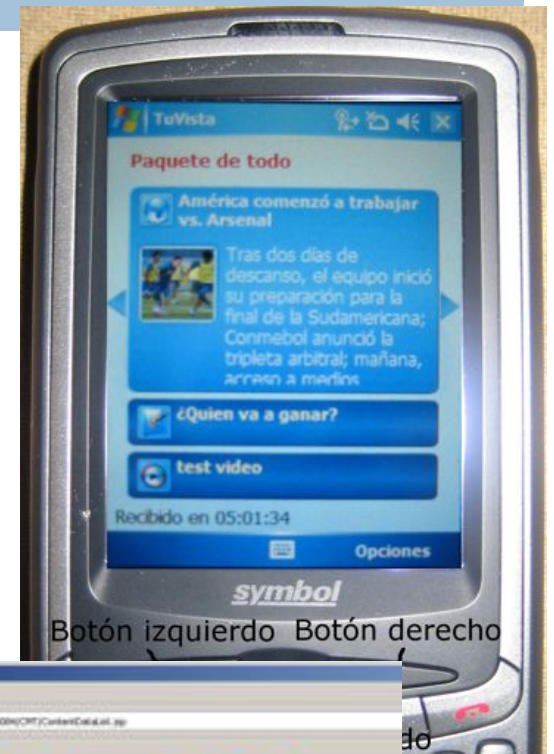 TuVista
Paquete de todo
América comenzó a trabajar
vs. Arsenal
Tras dos días de
descanso, el equipo inició
su preparación para la
final de la Sudamericana;
Conmebol anunció la
tripleta arbitral; mañana,
acceso a medios
¿Quien va a ganar?
test video
Recibido en 05:01:34
Opciones
symbol
Botón izquierdo Botón derecho
do